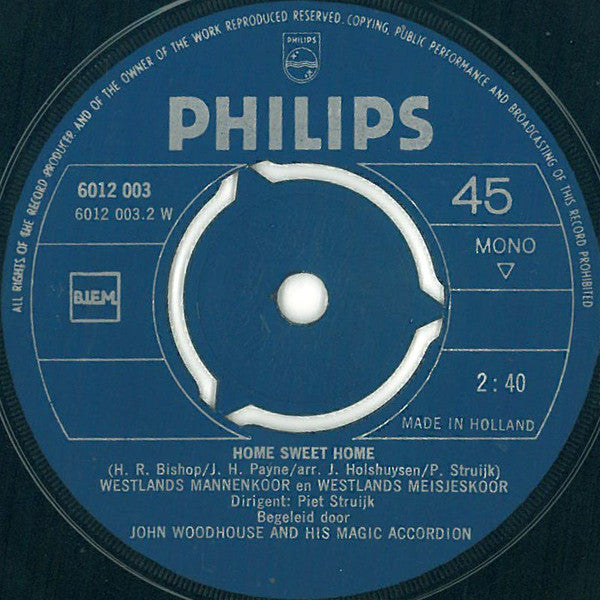 ALL RIGHTS OF THE RECORD PRODUCER AND OF THE OWNER OF THE WORK REPRODUCED RESERVED. COPYING, PUBLIC PERFORMANCE AND BROADCASTING OF THIS RECORD PROHIBITED
PHILIPS
PHILIPS
6012 003
6012 003.2 W
45
MONO
B.I.E.M.
2:40
MADE IN HOLLAND
HOME SWEET HOME
(H. R. Bishop/J. H. Payne/arr. J. Holshuysen/P. Struijk)
WESTLANDS MANNENKOOR en WESTLANDS MEISJESKOOR
Dirigent: Piet Struijk
Begeleid door
JOHN WOODHOUSE AND HIS MAGIC ACCORDION